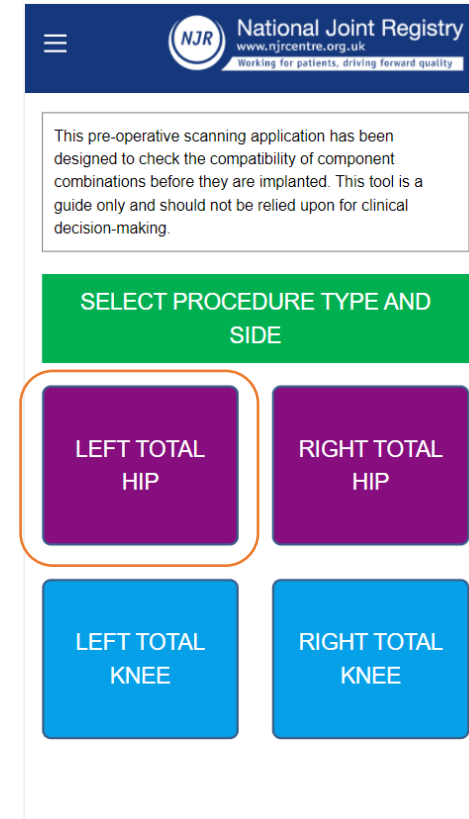 NJR
National Joint Registry
www.njrcentre.org.uk
Working for patients, driving forward quality
This pre-operative scanning application has been
designed to check the compatibility of component
combinations before they are implanted. This tool is a
guide only and should not be relied upon for clinical
decision-making.
SELECT PROCEDURE TYPE AND
SIDE
LEFT TOTAL
HIP
RIGHT TOTAL
HIP
LEFT TOTAL
KNEE
RIGHT TOTAL
KNEE